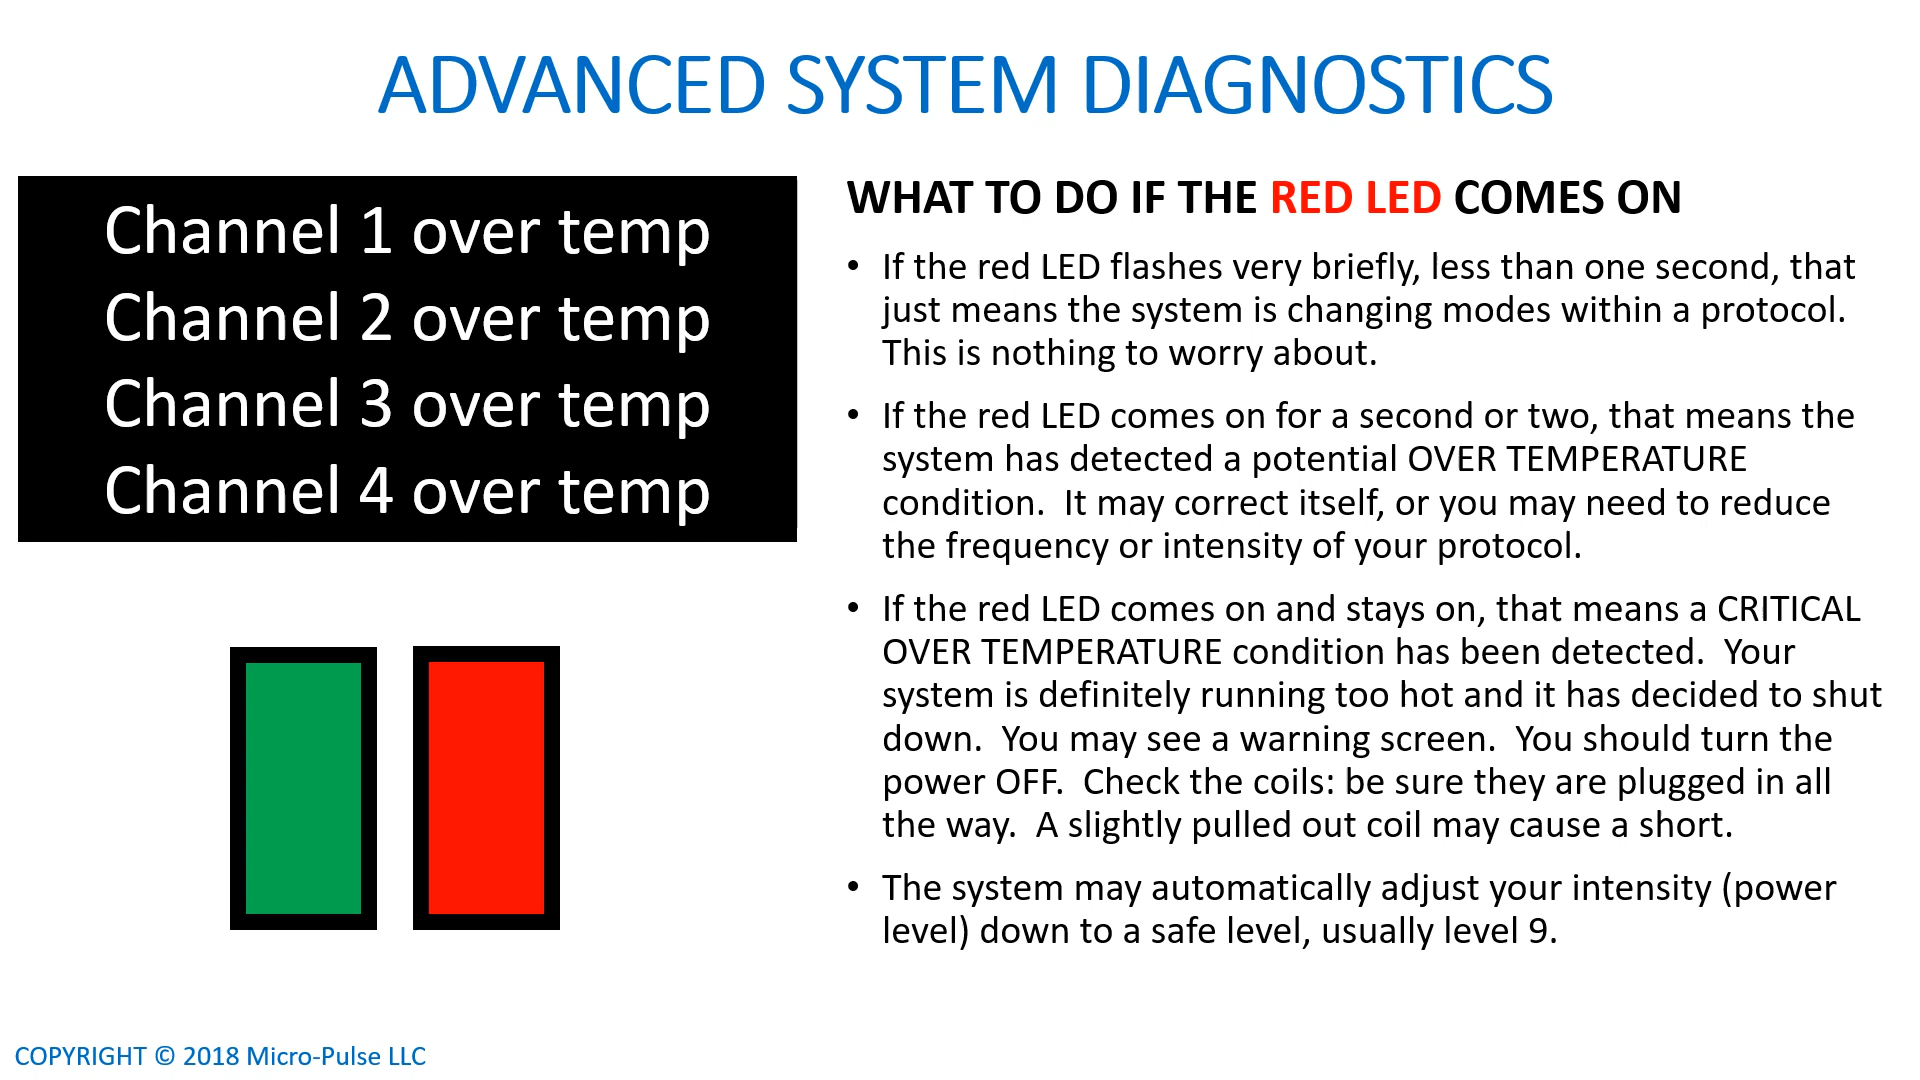 ADVANCED SYSTEM DIAGNOSTICS
Channel 1 over temp
Channel 2 over temp
Channel 3 over temp
Channel 4 over temp
WHAT TO DO IF THE RED LED COMES ON
• If the red LED flashes very briefly, less than one second, that
just means the system is changing modes within a protocol.
This is nothing to worry about.
• If the red LED comes on for a second or two, that means the
system has detected a potential OVER TEMPERATURE
condition.  It may correct itself, or you may need to reduce
the frequency or intensity of your protocol.
• If the red LED comes on and stays on, that means a CRITICAL
OVER TEMPERATURE condition has been detected.  Your
system is definitely running too hot and it has decided to shut
down.  You may see a warning screen.  You should turn the
power OFF.  Check the coils: be sure they are plugged in all
the way.  A slightly pulled out coil may cause a short.
• The system may automatically adjust your intensity (power
level) down to a safe level, usually level 9.
COPYRIGHT © 2018 Micro-Pulse LLC